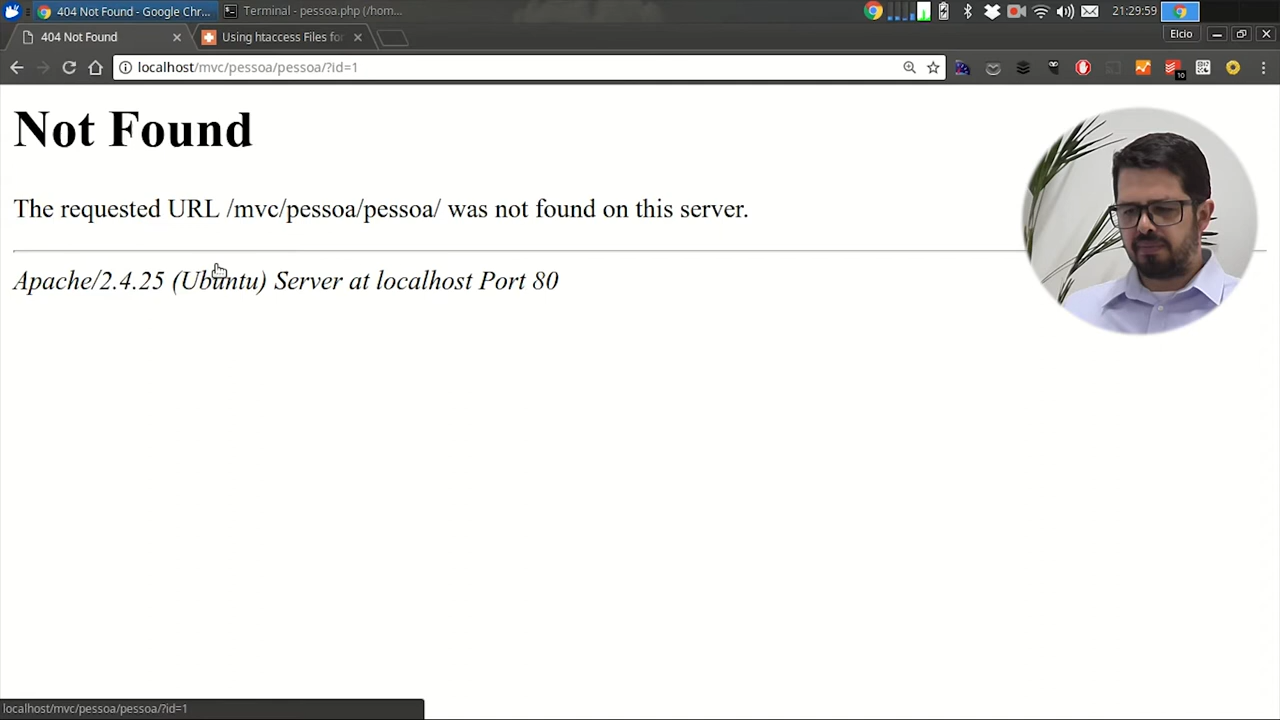 404 Not Found - Google Chr...
Terminal - pessoa.php (/hom...
21:29:59
404 Not Found
Using htaccess Files for
Elcio
localhost/mvc/pessoa/pessoa/?id=1
10
Not Found
The requested URL /mvc/pessoa/pessoa/ was not found on this server.
Apache/2.4.25 (Ubuntu) Server at localhost Port 80
localhost/mvc/pessoa/pessoa/?id=1